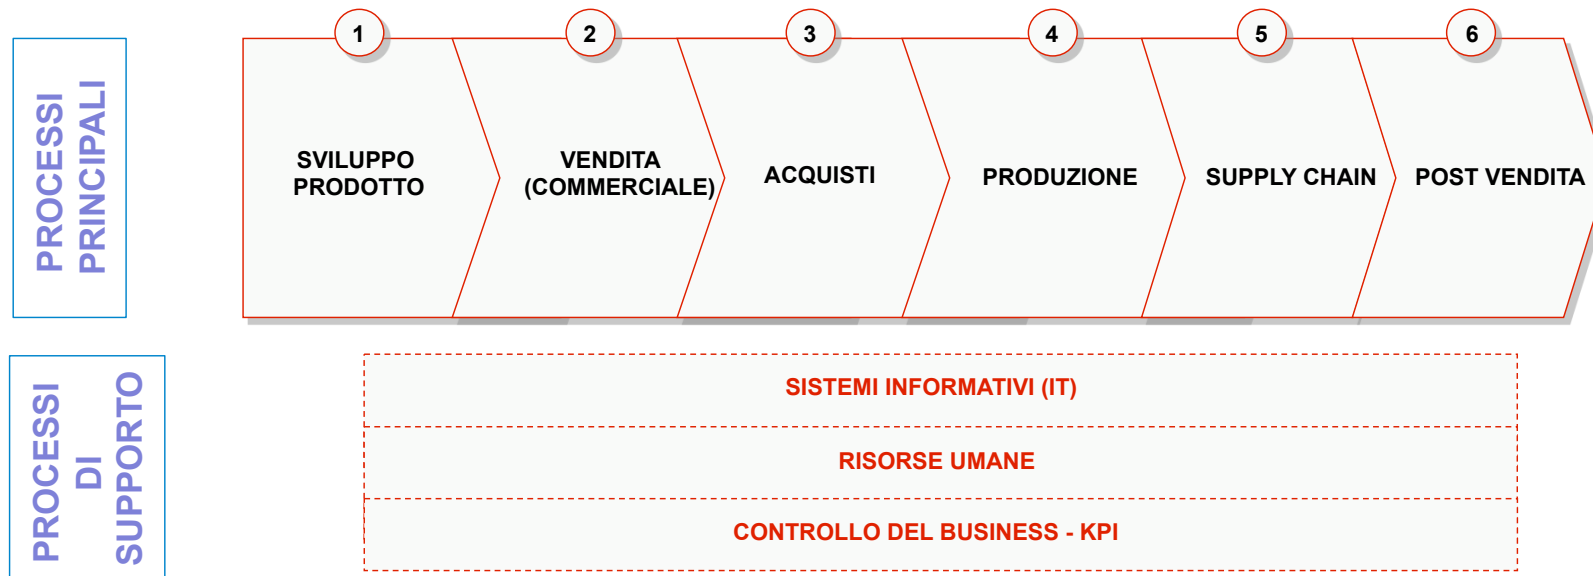 PROCESSI
PRINCIPALI
1
2
3
4
5
6
SVILUPPO
PRODOTTO
VENDITA
(COMMERCIALE)
ACQUISTI
PRODUZIONE
SUPPLY CHAIN
POST VENDITA
PROCESSI
DI
SUPPORTO
SISTEMI INFORMATIVI (IT)
RISORSE UMANE
CONTROLLO DEL BUSINESS - KPI